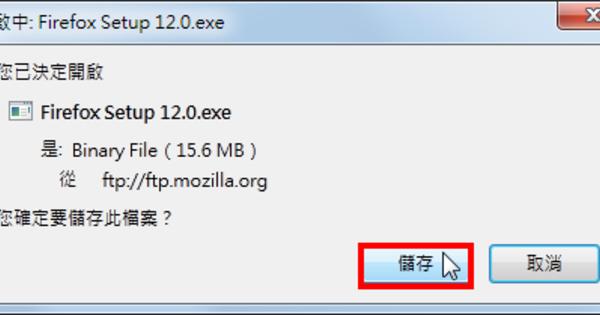 啟中: Firefox Setup 12.0.exe
您已決定開啟
Firefox Setup 12.0.exe
是: Binary File ( 15.6 MB )
從 ftp://ftp.mozilla.org
您確定要儲存此檔案？
儲存 取消